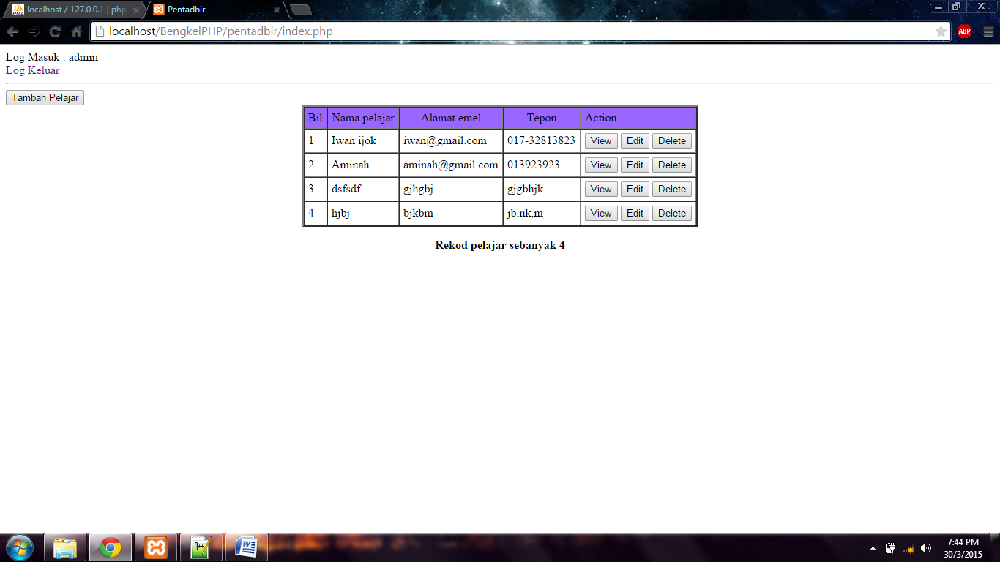 localhost / 127.0.0.1 | php
Pentadbir
localhost/BengkelPHP/pentadbir/index.php
ABP
Log Masuk : admin
Log Keluar
Tambah Pelajar
Bil Nama pelajar Alamat emel Tepon Action
1 Iwan ijok iwan@gmail.com 017-32813823 View Edit Delete
2 Aminah aminah@gmail.com 013923923 View Edit Delete
3 dsfsdf gjhgbj gjgbhjk View Edit Delete
4 hjbj bjkbm jb,nk,m View Edit Delete
Rekod pelajar sebanyak 4
7:44 PM
30/3/2015